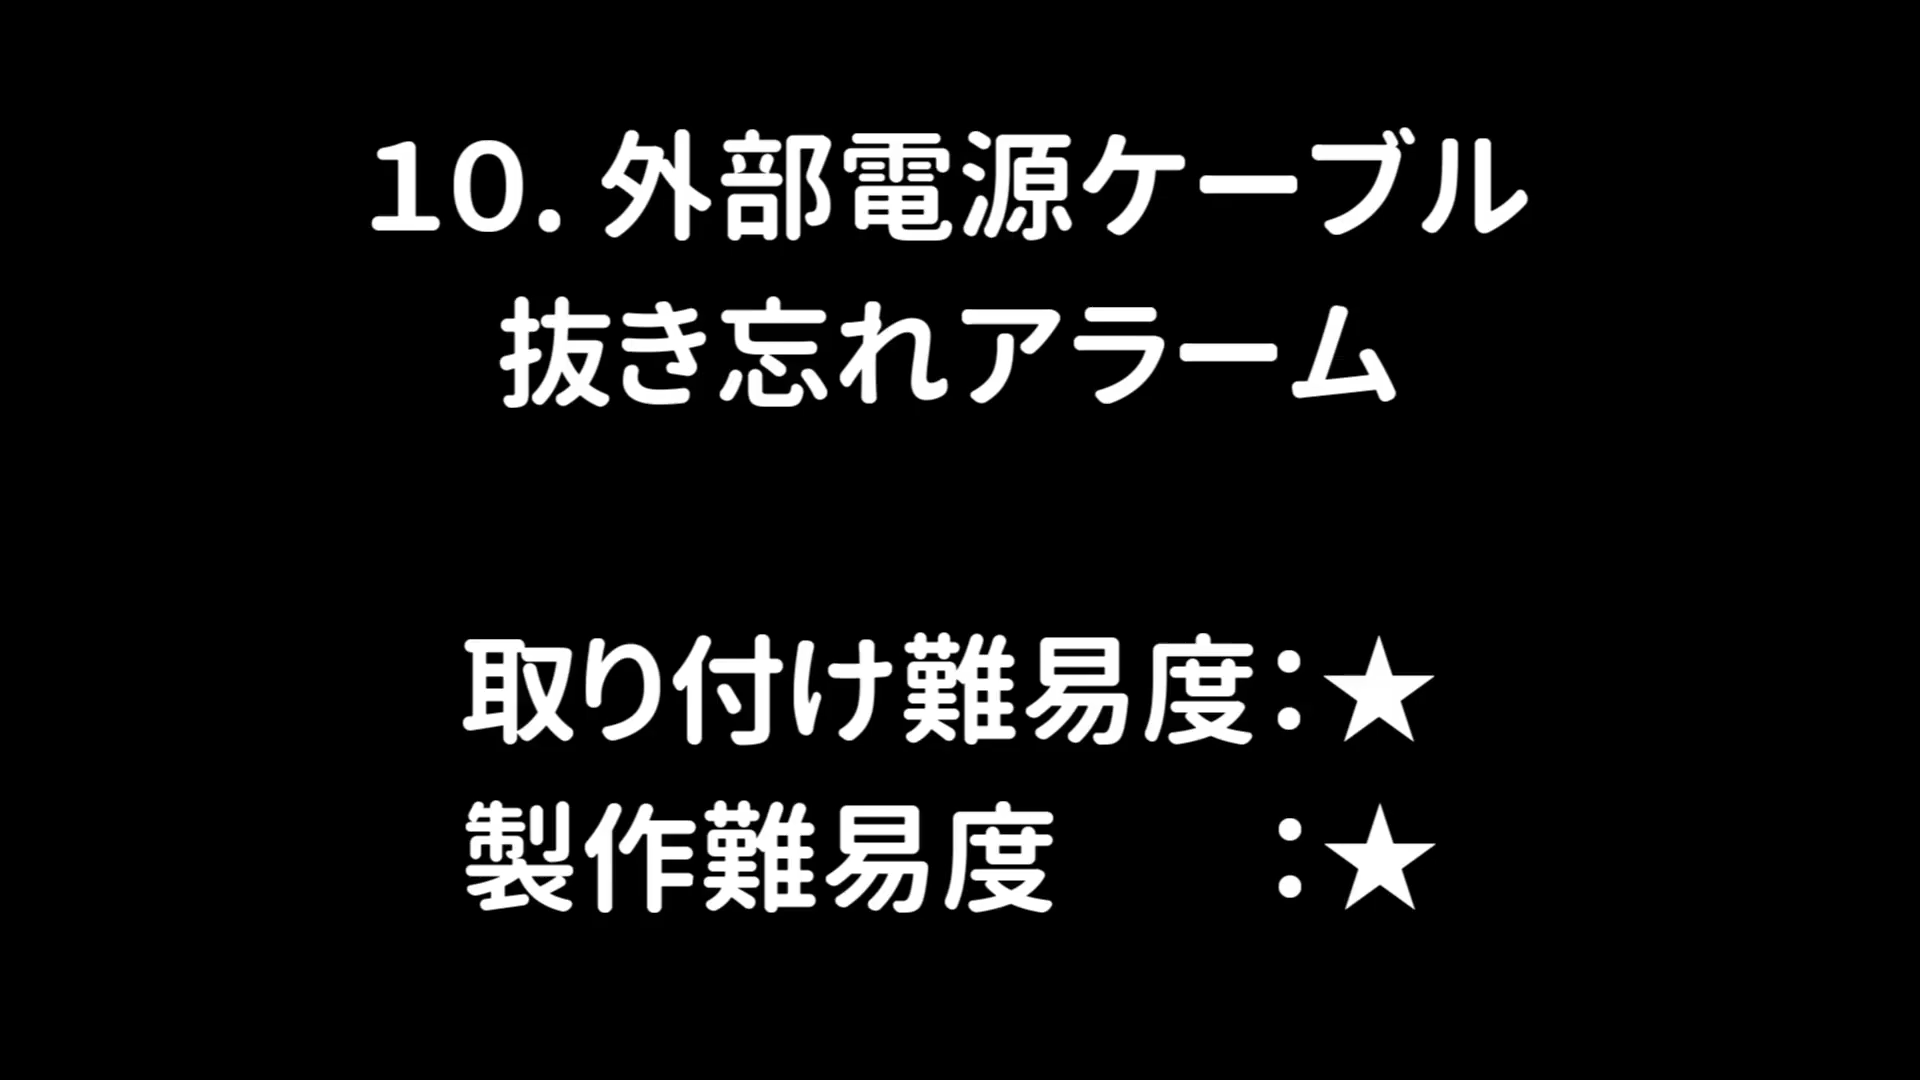 10. 外部電源ケーブル
抜き忘れアラーム
取り付け難易度：★
製作難易度　　：★